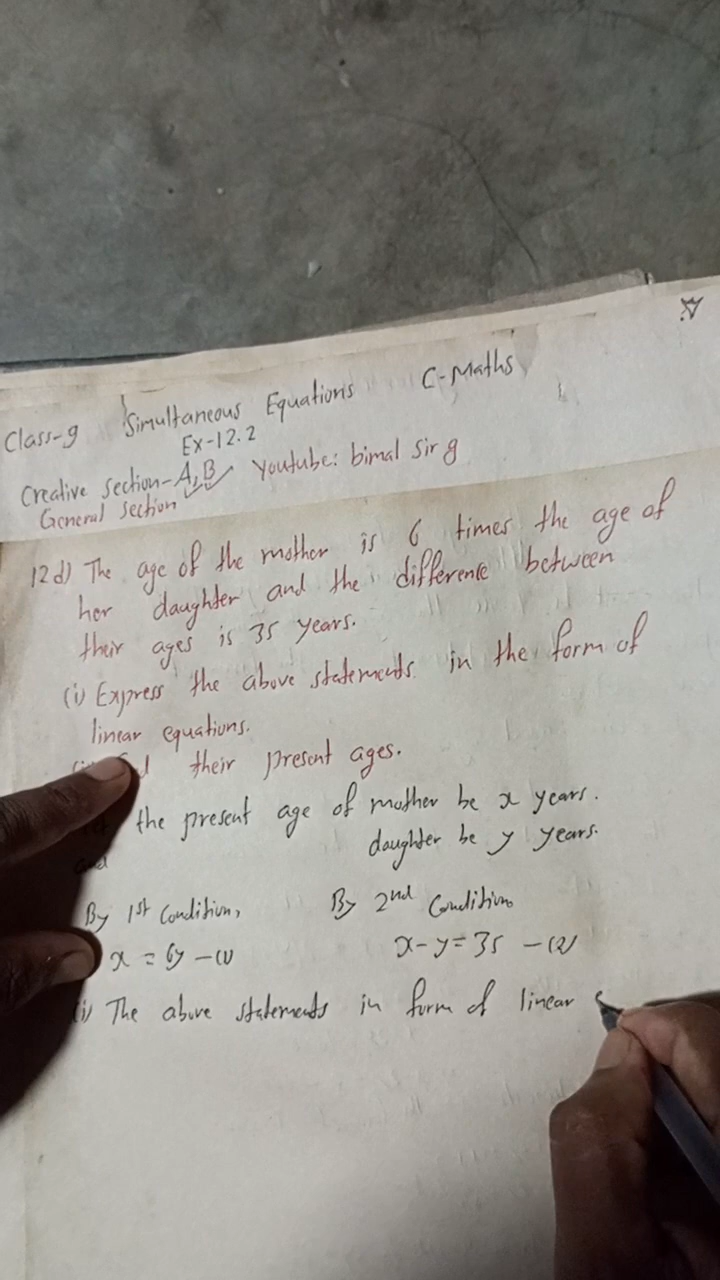 Class-9 Simultaneous Equations C-Maths
Ex-12.2
Creative Section-A,B Youtube: bimal sir 9
General Section
12 d) The age of the mother is 6 times the age of
her daughter and the difference between
their ages is 35 years.
(i) Express the above statements in the form of
linear equations.
their present ages.
the present age of mother be x years.
and daughter be y years.
By 1st Condition, By 2nd Condition
x = 6y -(1) x-y=35 -(2)
(i) The above statements in form of linear